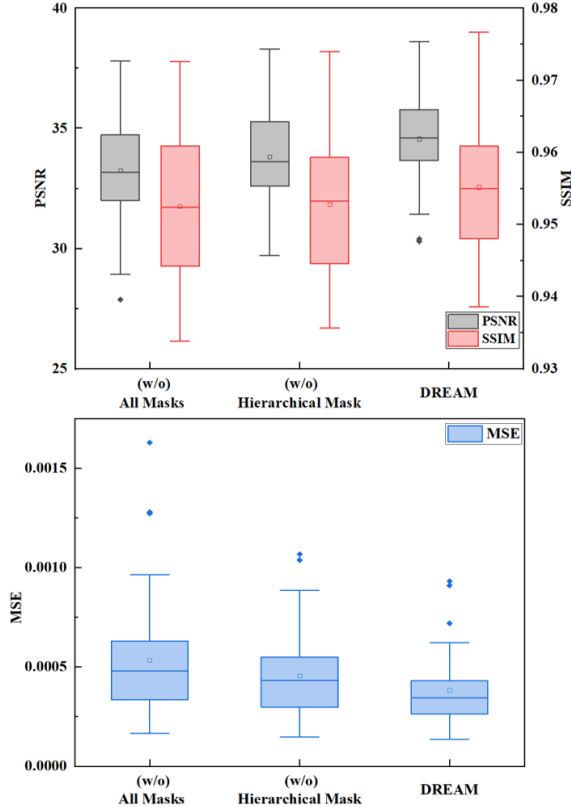 40
35
30
25
PSNR
0.98
0.97
0.96
0.95
0.94
0.93
SSIM
PSNR
SSIM
(w/o)
All Masks
(w/o)
Hierarchical Mask
DREAM
MSE
0.0015
0.0010
0.0005
0.0000
MSE
(w/o)
All Masks
(w/o)
Hierarchical Mask
DREAM